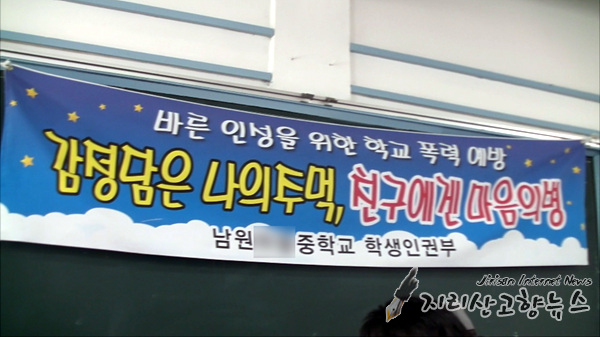 바른 인성을 위한 학교 폭력 예방
감정담은 나의주먹, 친구에겐 마음의병
남원 중학교 학생인권부
Jirisan Internet News
지리산고향뉴스